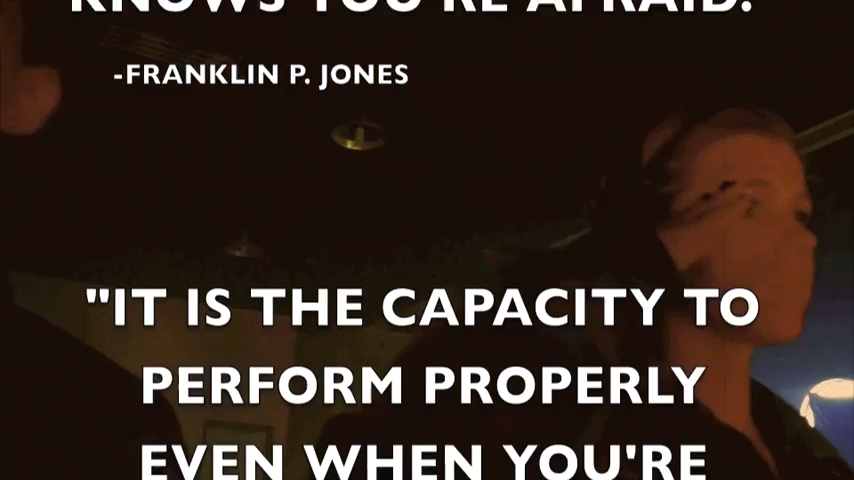 KNOWS YOU'RE AFRAID.
-FRANKLIN P. JONES
"IT IS THE CAPACITY TO
PERFORM PROPERLY
EVEN WHEN YOU'RE